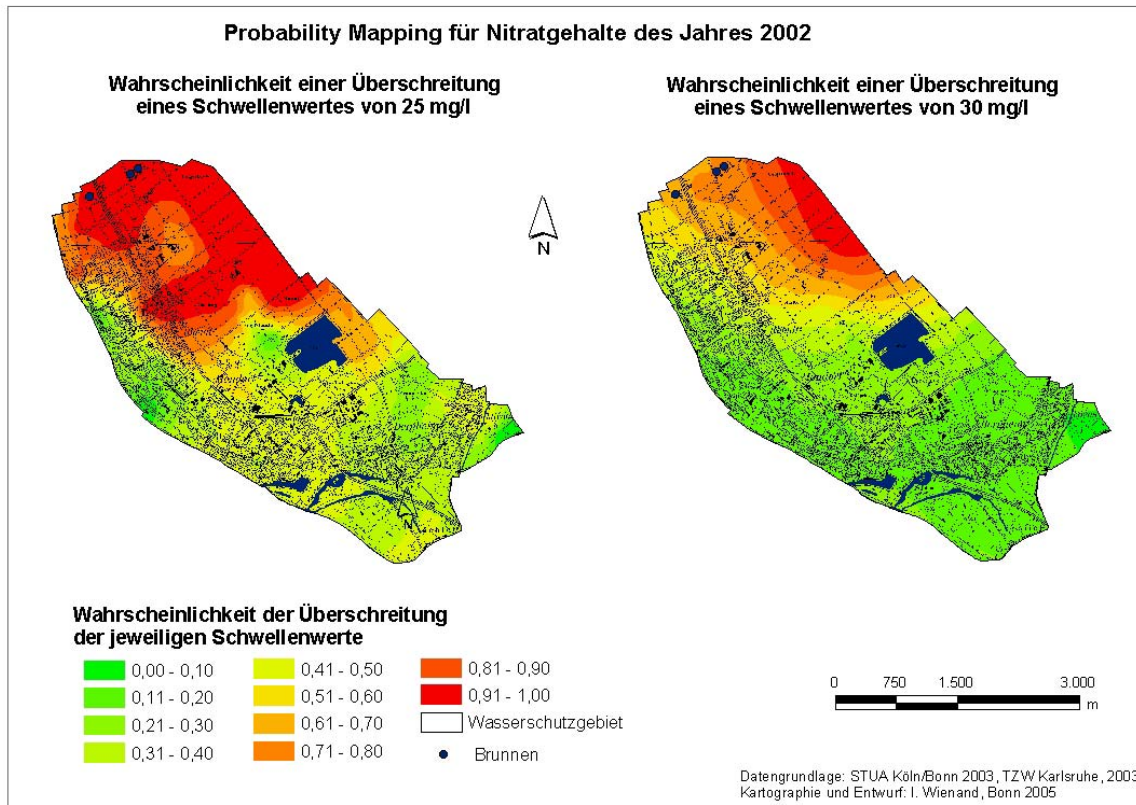 Probability Mapping für Nitratgehalte des Jahres 2002
Wahrscheinlichkeit einer Überschreitung
eines Schwellenwertes von 25 mg/l
Wahrscheinlichkeit einer Überschreitung
eines Schwellenwertes von 30 mg/l
N
Wahrscheinlichkeit der Überschreitung
der jeweiligen Schwellenwerte
0,00 - 0,10
0,11 - 0,20
0,21 - 0,30
0,31 - 0,40
0,41 - 0,50
0,51 - 0,60
0,61 - 0,70
0,71 - 0,80
0,81 - 0,90
0,91 - 1,00
Wasserschutzgebiet
Brunnen
0 750 1.500 3.000
m
Datengrundlage: STUA Köln/Bonn 2003, TZW Karlsruhe, 2003
Kartographie und Entwurf: I. Wienand, Bonn 2005